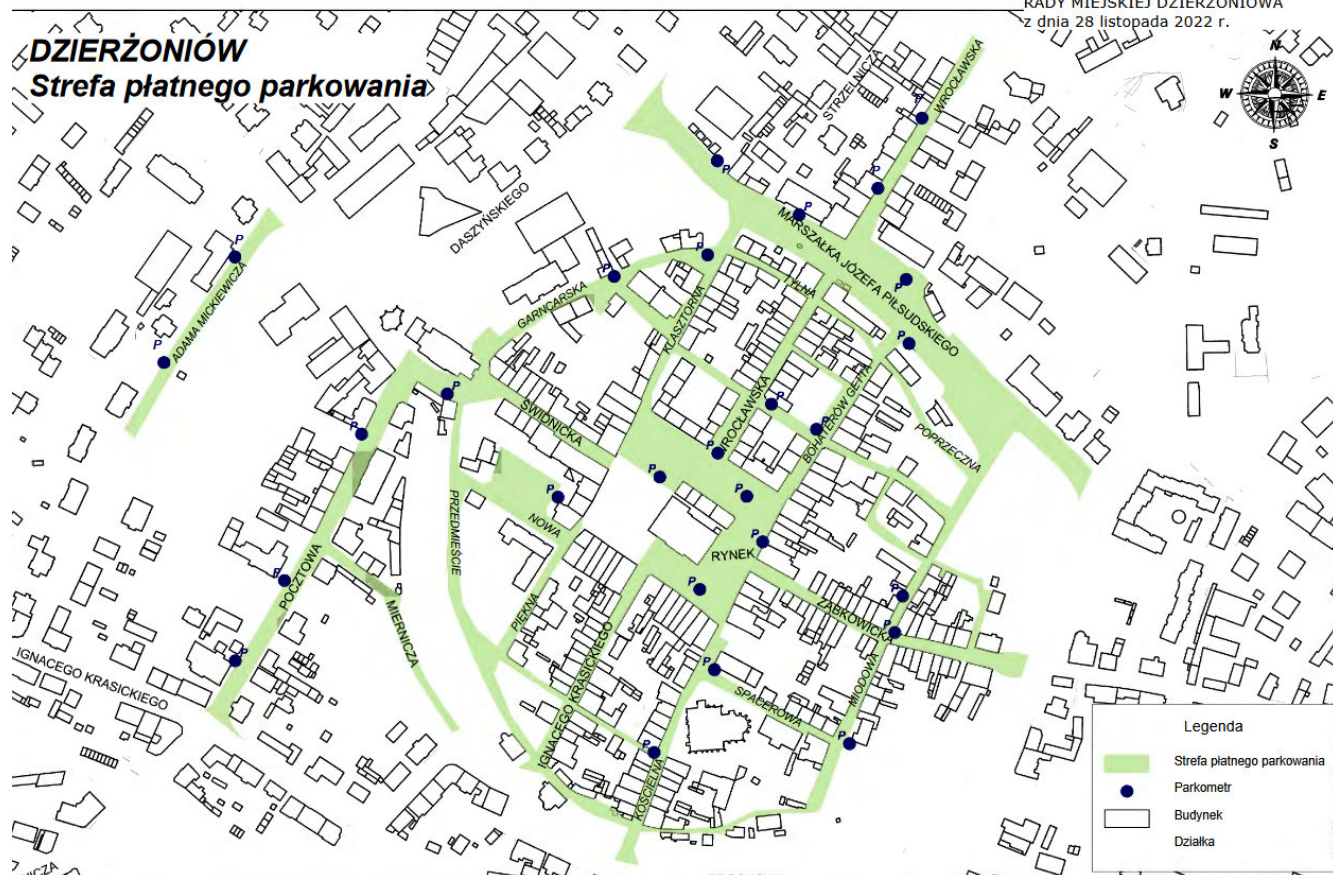 RADY MIEJSKIEJ DZIERŻONIOWA
z dnia 28 listopada 2022 r.
DZIERŻONIÓW
Strefa płatnego parkowania
N
W
E
S
STRZELNICZA
WROCŁAWSKA
P
P
P
P
DASZYŃSKIEGO
MARSZAŁKA JÓZEFA PIŁSUDSKIEGO
P
P
P
ADAMA MICKIEWICZA
P
P
GARNCARSKA
TYLNA
KLASZTORNA
P
P
P
ŚWIDNICKA
WROCŁAWSKA
P
P
BOHATERÓW GETTA
POPRZECZNA
P
P
P
P
P
PRZEDMIEŚCIE
NOWA
RYNEK
P
P
POCZTOWA
P
MIERNICZA
PIĘKNA
ZĄBKOWICKA
P
P
IGNACEGO KRASICKIEGO
P
IGNACEGO KRASICKIEGO
P
SPACEROWA
MIODOWA
P
P
KOŚCIELNA
Legenda
Strefa płatnego parkowania
Parkometr
Budynek
Działka